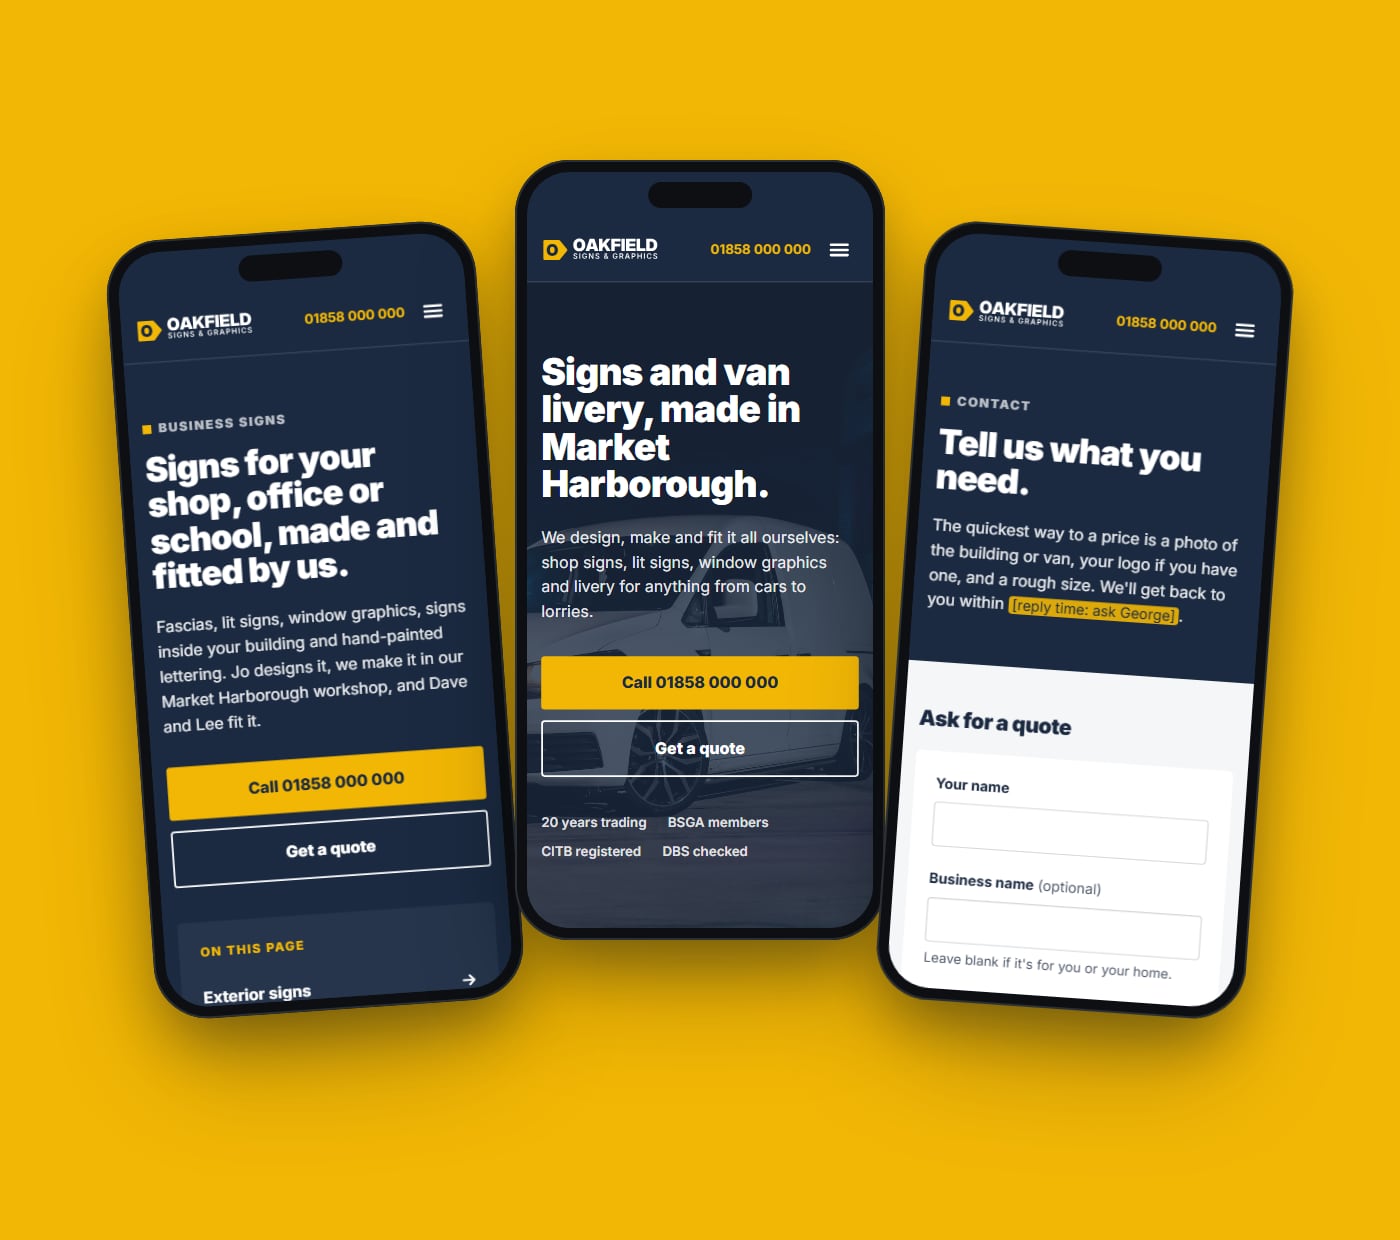 O OAKFIELD
SIGNS & GRAPHICS
01858 000 000
BUSINESS SIGNS
Signs for your
shop, office or
school, made and
fitted by us.
Fascias, lit signs, window graphics, signs
inside your building and hand-painted
lettering. Jo designs it, we make it in our
Market Harborough workshop, and Dave
and Lee fit it.
Call 01858 000 000
Get a quote
ON THIS PAGE
Exterior signs
O OAKFIELD
SIGNS & GRAPHICS
01858 000 000
Signs and van
livery, made in
Market
Harborough.
We design, make and fit it all ourselves:
shop signs, lit signs, window graphics
and livery for anything from cars to
lorries.
Call 01858 000 000
Get a quote
20 years trading BSGA members
CITB registered DBS checked
O OAKFIELD
SIGNS & GRAPHICS
01858 000 000
CONTACT
Tell us what you
need.
The quickest way to a price is a photo of
the building or van, your logo if you have
one, and a rough size. We'll get back to
you within [reply time: ask George].
Ask for a quote
Your name
Business name (optional)
Leave blank if it's for you or your home.